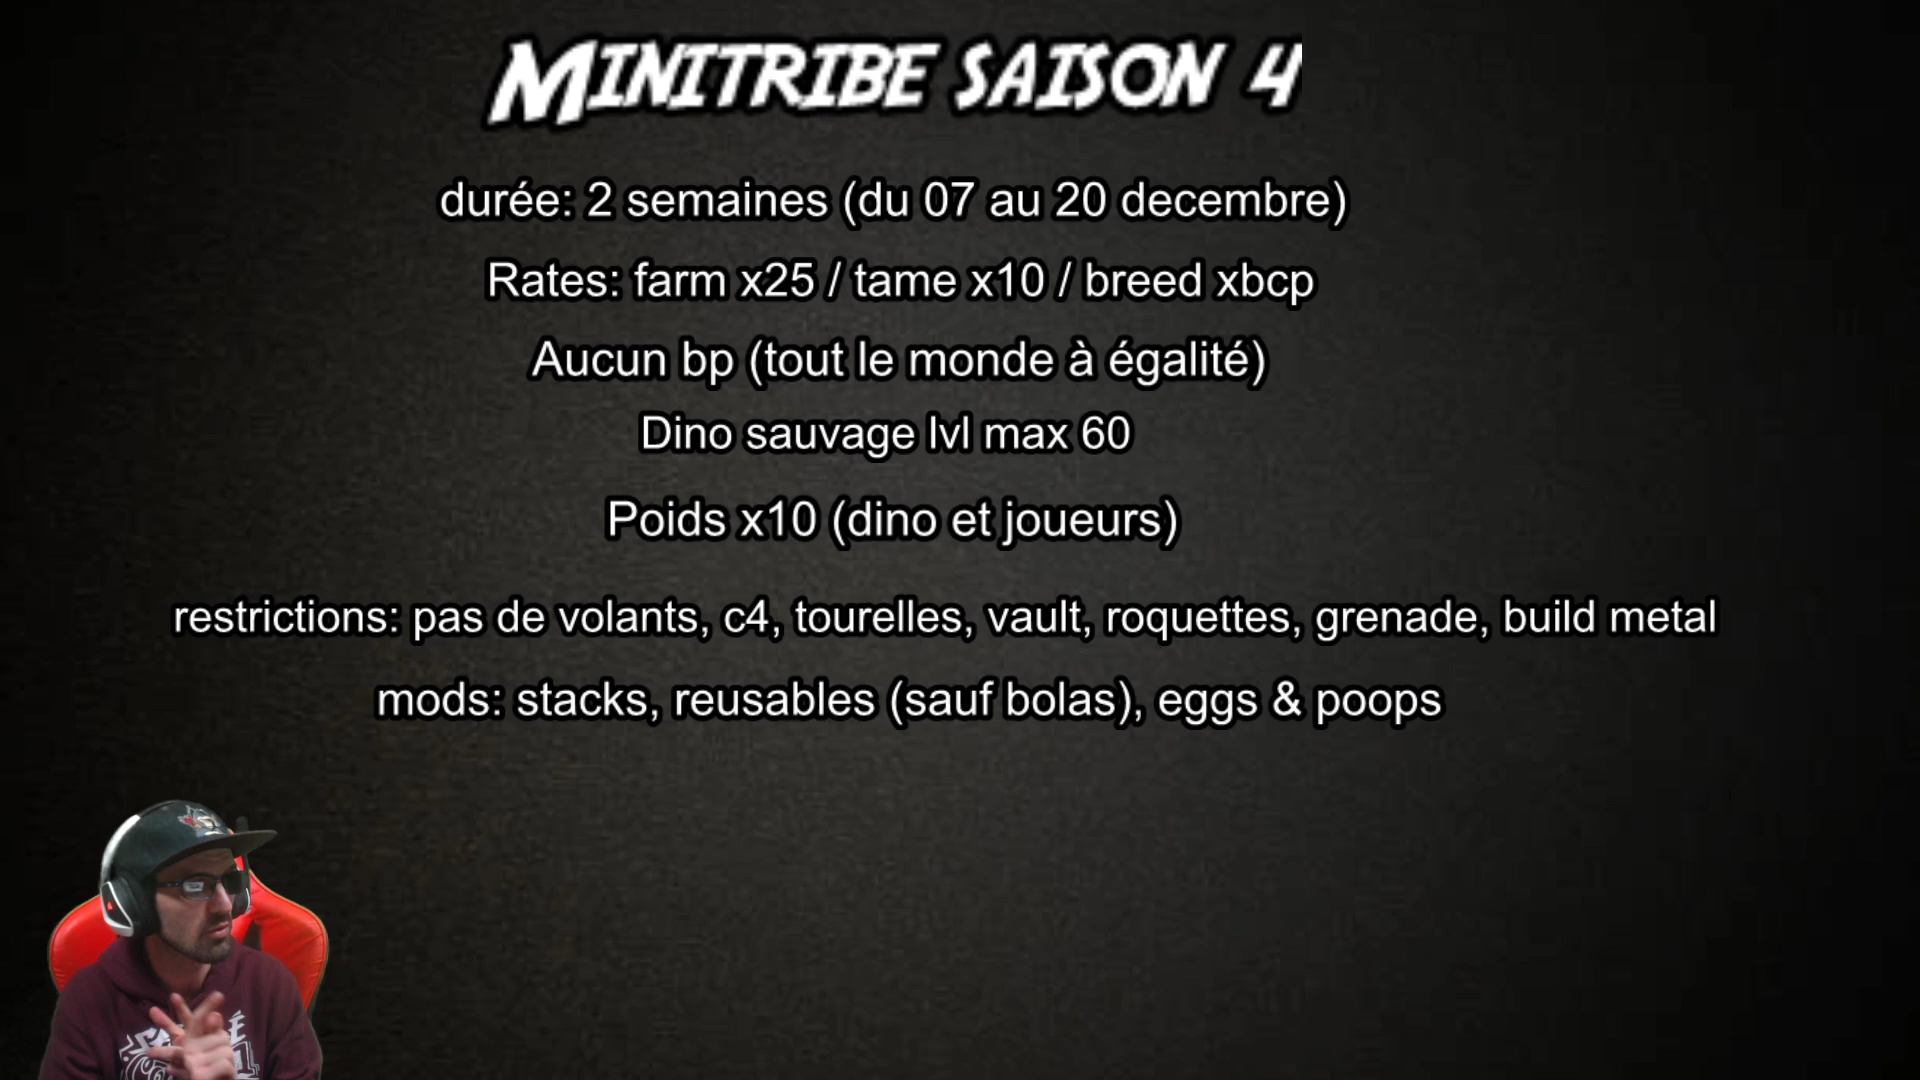 MINITRIBE SAISON 4
durée: 2 semaines (du 07 au 20 decembre)
Rates: farm x25 / tame x10 / breed xbcp
Aucun bp (tout le monde à égalité)
Dino sauvage lvl max 60
Poids x10 (dino et joueurs)
restrictions: pas de volants, c4, tourelles, vault, roquettes, grenade, build metal
mods: stacks, reusables (sauf bolas), eggs & poops